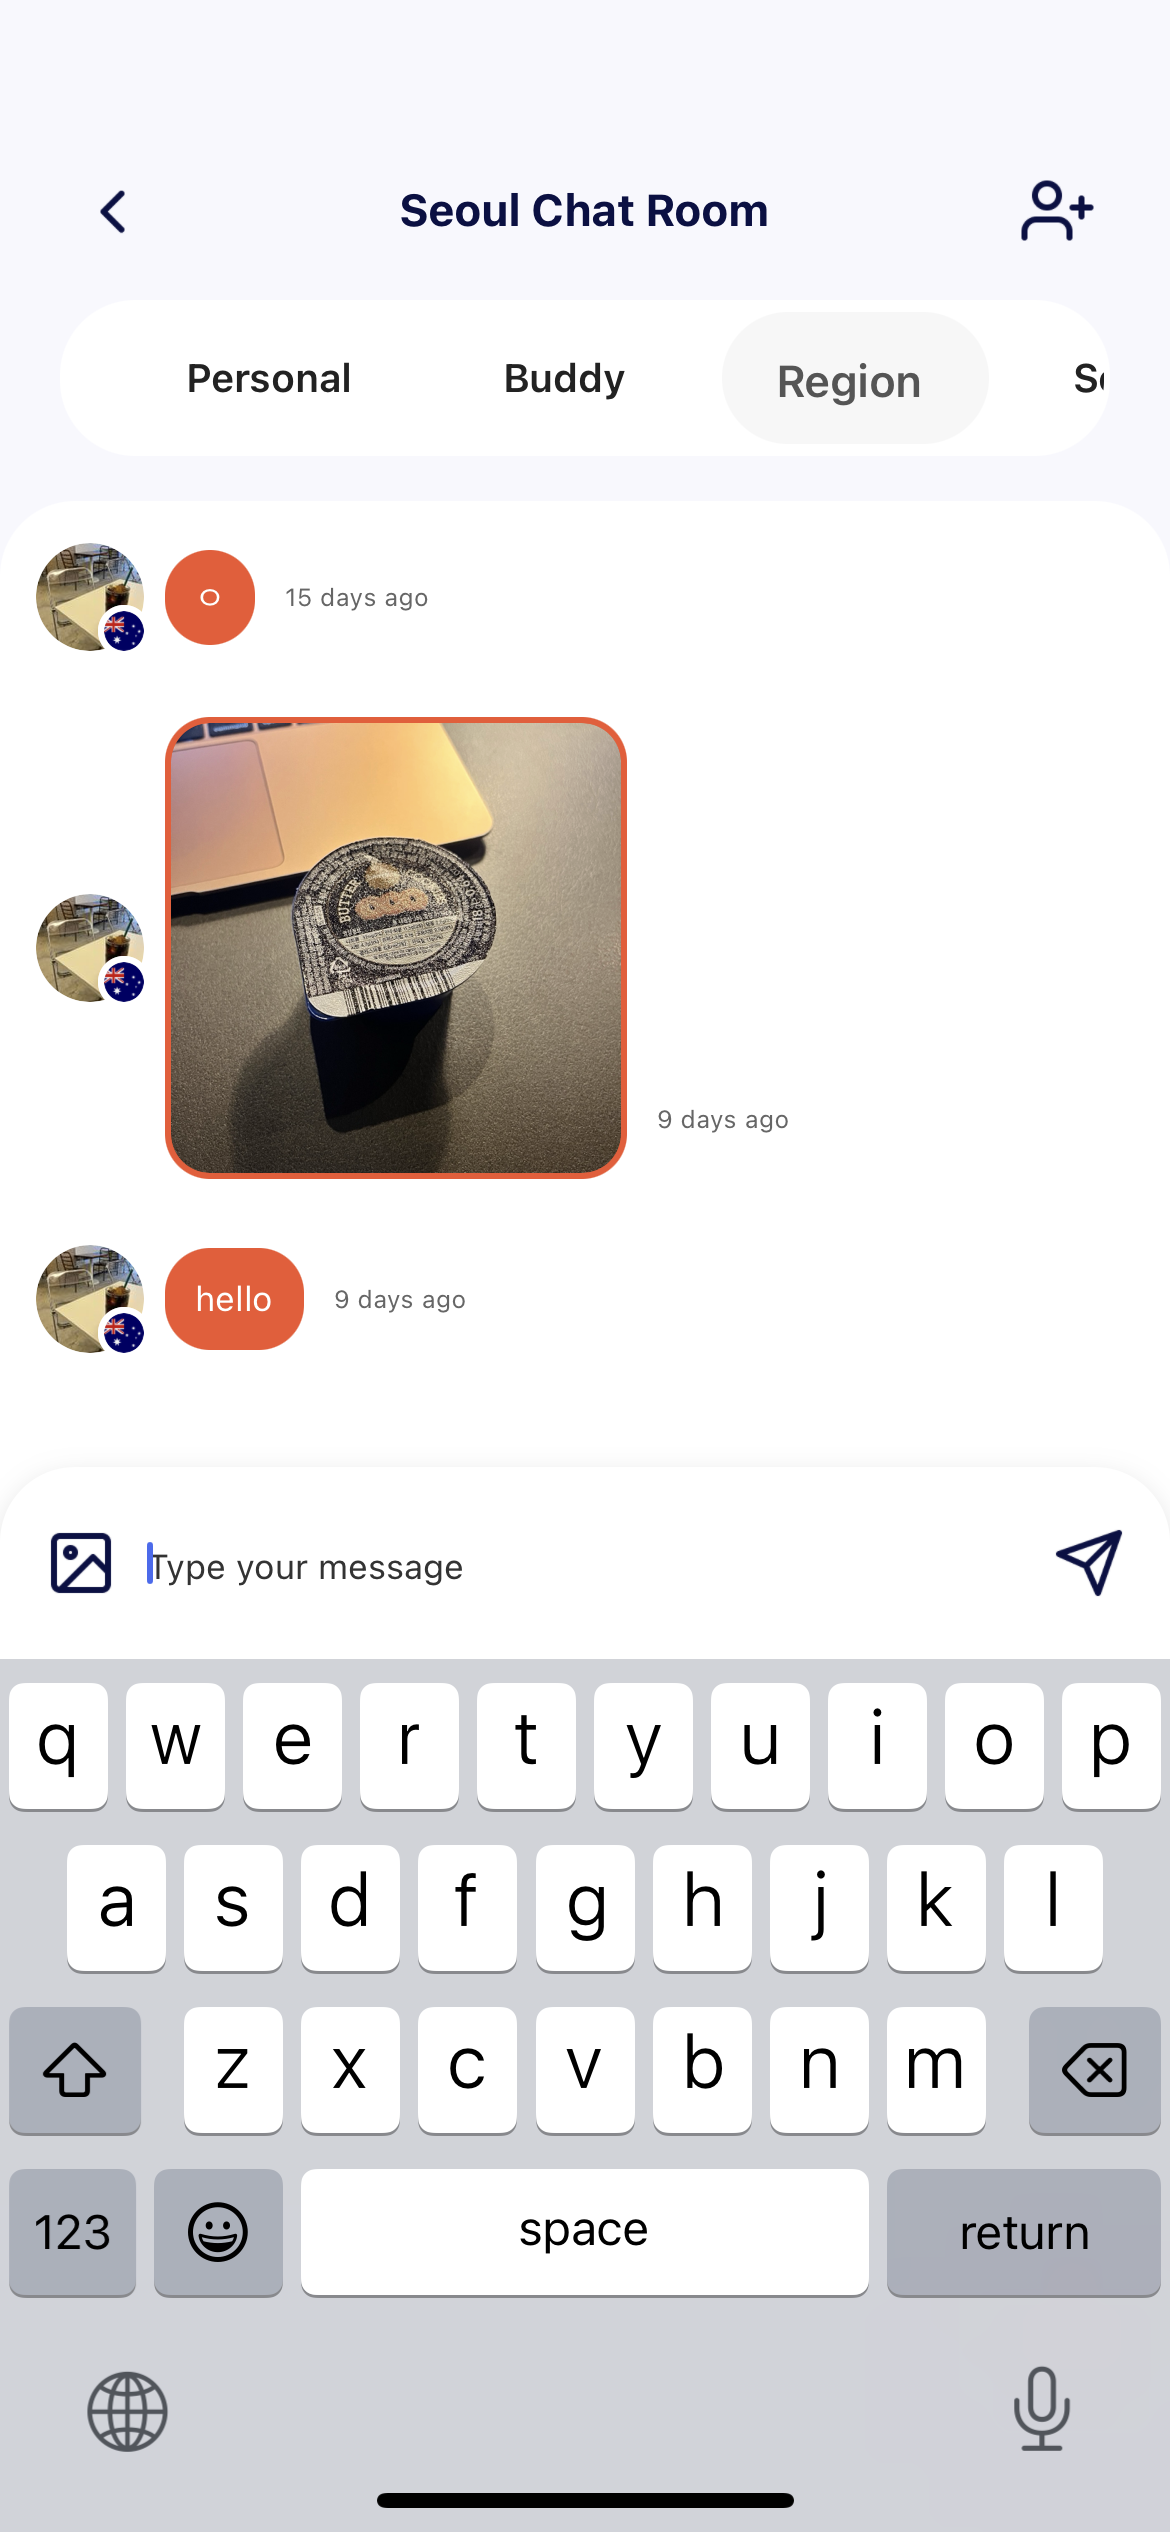 Seoul Chat Room
Personal Buddy Region
o 15 days ago
BUTTER
9 days ago
hello 9 days ago
Type your message
q w e r t y u i o p
a s d f g h j k l
z x c v b n m
123 space return